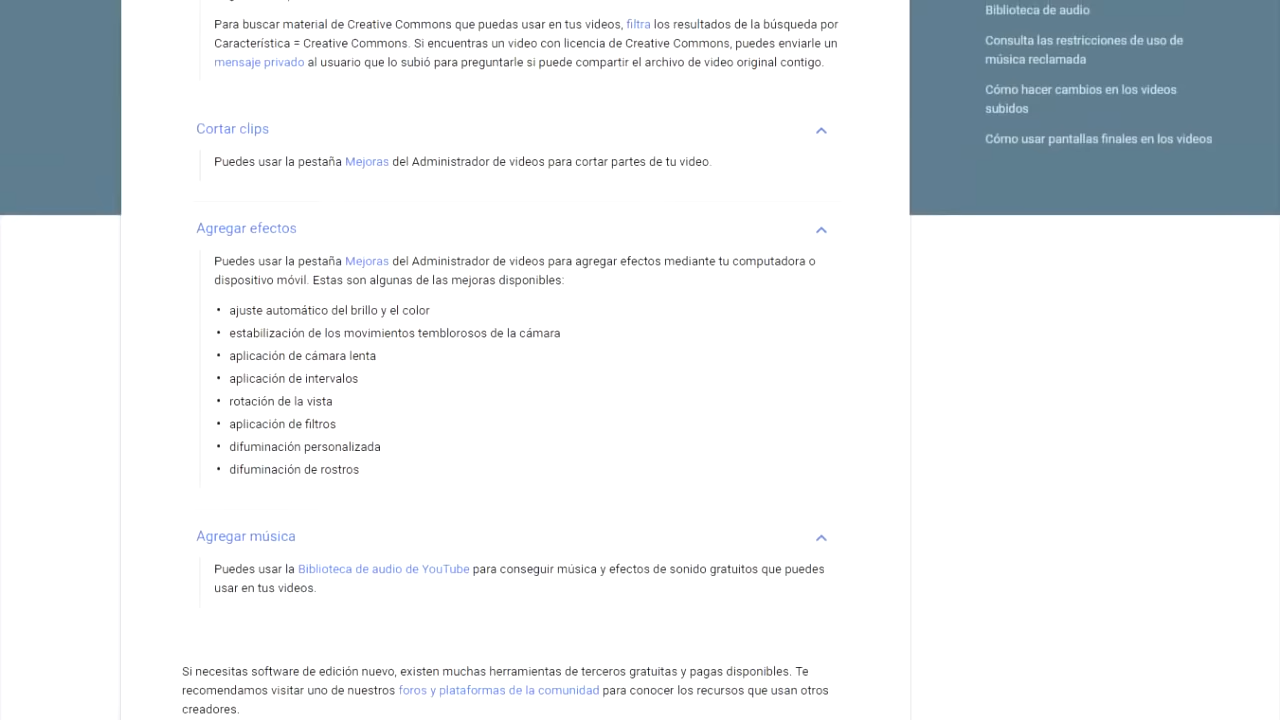 Para buscar material de Creative Commons que puedas usar en tus videos, filtra los resultados de la búsqueda por
Característica = Creative Commons. Si encuentras un video con licencia de Creative Commons, puedes enviarle un
mensaje privado al usuario que lo subió para preguntarle si puede compartir el archivo de video original contigo.
Cortar clips
Puedes usar la pestaña Mejoras del Administrador de videos para cortar partes de tu video.
Agregar efectos
Puedes usar la pestaña Mejoras del Administrador de videos para agregar efectos mediante tu computadora o
dispositivo móvil. Estas son algunas de las mejoras disponibles:
• ajuste automático del brillo y el color
• estabilización de los movimientos temblorosos de la cámara
• aplicación de cámara lenta
• aplicación de intervalos
• rotación de la vista
• aplicación de filtros
• difuminación personalizada
• difuminación de rostros
Agregar música
Puedes usar la Biblioteca de audio de YouTube para conseguir música y efectos de sonido gratuitos que puedes
usar en tus videos.
Si necesitas software de edición nuevo, existen muchas herramientas de terceros gratuitas y pagas disponibles. Te
recomendamos visitar uno de nuestros foros y plataformas de la comunidad para conocer los recursos que usan otros
creadores.
Biblioteca de audio
Consulta las restricciones de uso de
música reclamada
Cómo hacer cambios en los videos
subidos
Cómo usar pantallas finales en los videos